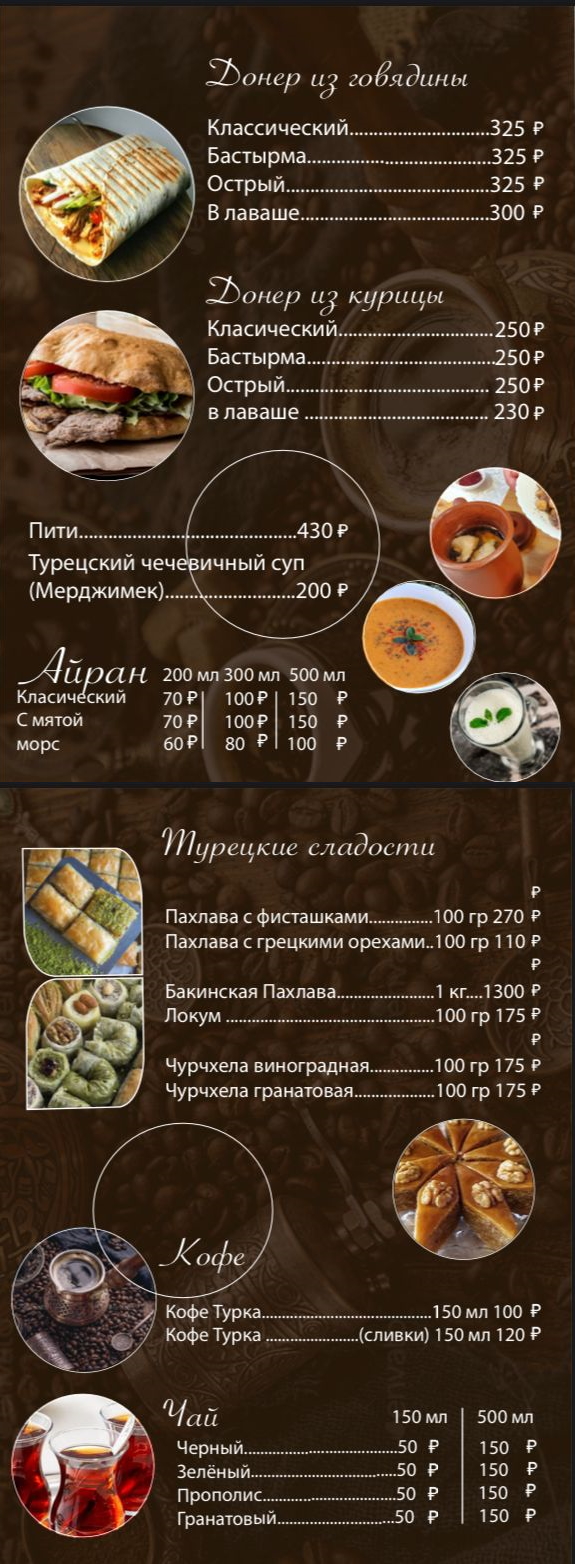 Донер из говядины
Классический............................325 ₽
Бастырма.....................................325 ₽
Острый.........................................325 ₽
В лаваше......................................300 ₽
Донер из курицы
Класический...............................250 ₽
Бастырма......................................250 ₽
Острый......................................... 250 ₽
в лаваше ..................................... 230 ₽
Пити............................................430 ₽
Турецский чечевичный суп
(Мерджимек)..........................200 ₽
Айран 200 мл 300 мл 500 мл
Класический 70 ₽ 100 ₽ 150 ₽
С мятой 70 ₽ 100 ₽ 150 ₽
морс 60 ₽ 80 ₽ 100 ₽
Турецкие сладости
₽
Пахлава с фисташками.............100 гр 270 ₽
Пахлава с грецкими орехами..100 гр 110 ₽
₽
Бакинская Пахлава....................1 кг....1300 ₽
Локум ...........................................100 гр 175 ₽
₽
Чурчхела виноградная.............100 гр 175 ₽
Чурчхела гранатовая................100 гр 175 ₽
Кофе
Кофе Турка...................................150 мл 100 ₽
Кофе Турка ...................(сливки) 150 мл 120 ₽
Чай 150 мл 500 мл
Черный................................50 ₽ 150 ₽
Зелёный..............................50 ₽ 150 ₽
Прополис...........................50 ₽ 150 ₽
Гранатовый........................50 ₽ 150 ₽